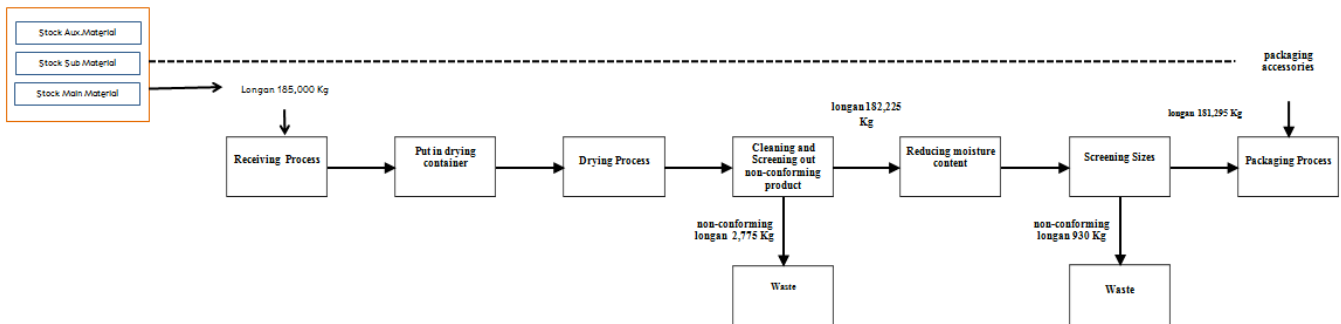 Stock Aux.Material
Stock Sub Material
Stock Main Material
Longan 185,000 Kg
packaging
accessories
longan 182,225
Kg
longan 181,295 Kg
Receiving Process
Put in drying
container
Drying Process
Cleaning and
Screening out
non-conforming
product
Reducing moisture
content
Screening Sizes
Packaging Process
non-conforming
longan 2,775 Kg
non-conforming
longan 930 Kg
Waste
Waste